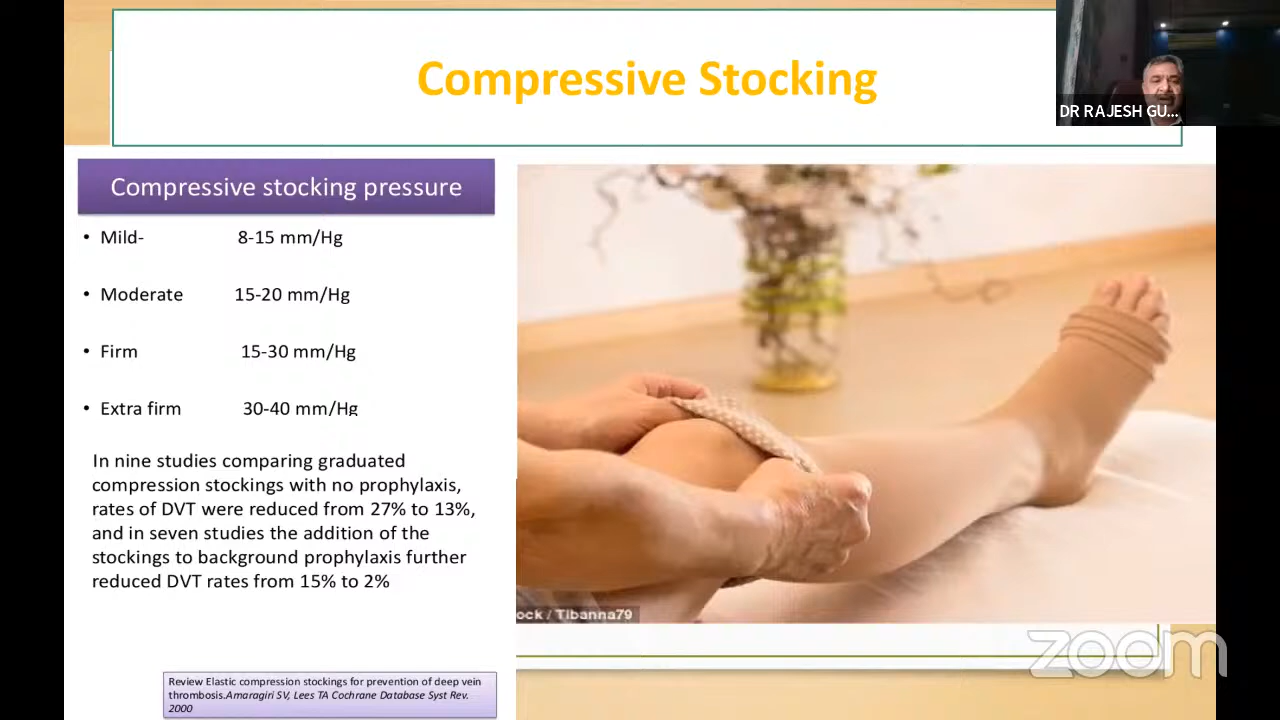 Compressive Stocking
DR RAJESH GU...
Compressive stocking pressure
• Mild- 8-15 mm/Hg
• Moderate 15-20 mm/Hg
• Firm 15-30 mm/Hg
• Extra firm 30-40 mm/Hg
In nine studies comparing graduated
compression stockings with no prophylaxis,
rates of DVT were reduced from 27% to 13%,
and in seven studies the addition of the
stockings to background prophylaxis further
reduced DVT rates from 15% to 2%
ock / Tibanna79
zoom
Review Elastic compression stockings for prevention of deep vein
thrombosis.Amaragiri SV, Lees TA Cochrane Database Syst Rev.
2000